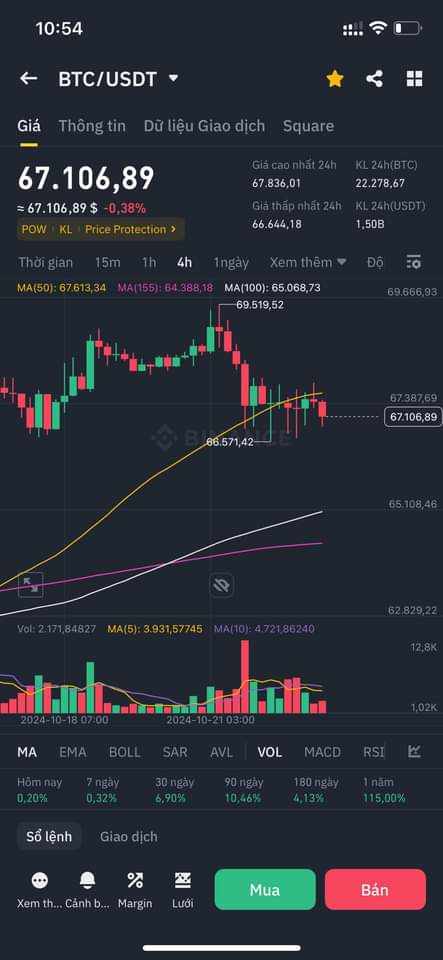 10:54
BTC/USDT
Giá Thông tin Dữ liệu Giao dịch Square
67.106,89
≈ 67.106,89 $ -0,38%
POW KL Price Protection
Giá cao nhất 24h KL 24h(BTC)
67.836,01 22.278,67
Giá thấp nhất 24h KL 24h(USDT)
66.644,18 1,50B
Thời gian 15m 1h 4h 1ngày Xem thêm Độ
MA(50): 67.613,34 MA(155): 64.388,18 MA(100): 65.068,73
69.666,93
69.519,52
67.387,69
67.106,89
66.571,42
BINANCE
65.108,46
62.829,22
Vol: 2.171,84827 MA(5): 3.931,57745 MA(10): 4.721,86240
12,8K
1,02K
2024-10-18 07:00 2024-10-21 03:00
MA EMA BOLL SAR AVL VOL MACD RSI
Hôm nay 7 ngày 30 ngày 90 ngày 180 ngày 1 năm
0,20% 0,32% 6,90% 10,46% 4,13% 115,00%
Sổ lệnh Giao dịch
Xem th... Cảnh b... Margin Lưới
Mua Bán